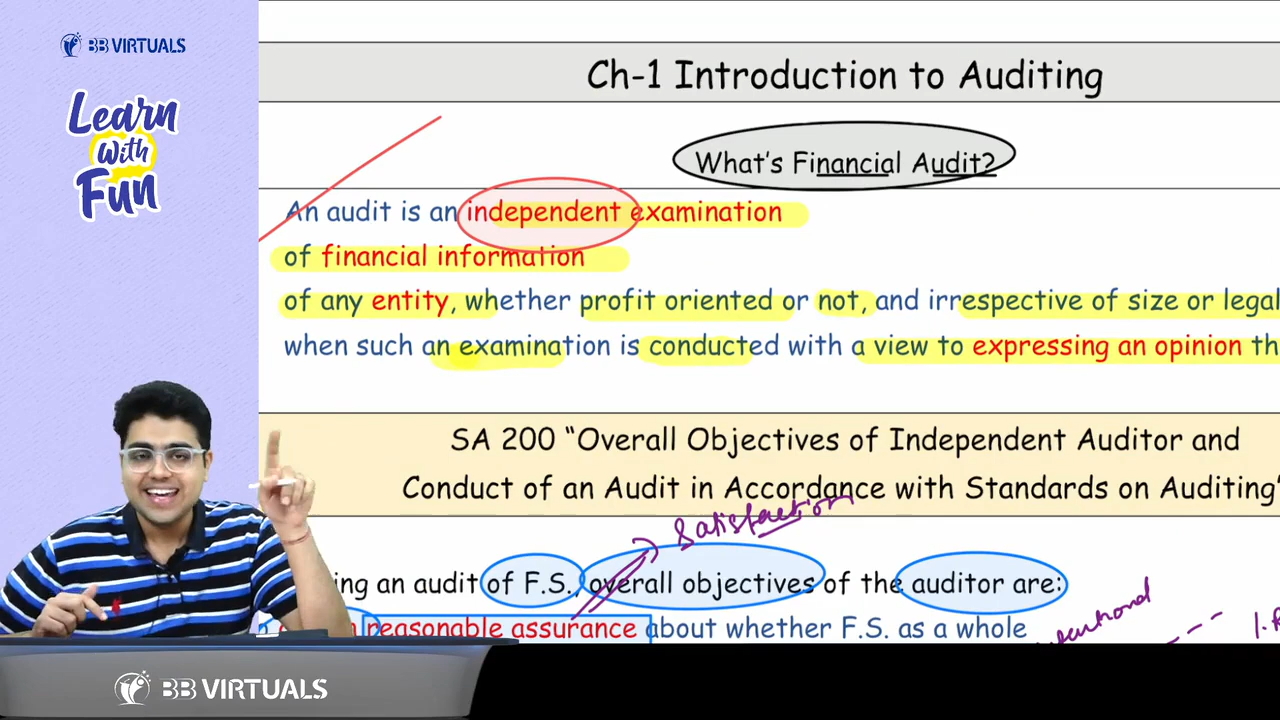 BB VIRTUALS
Learn
With
Fun
Ch-1 Introduction to Auditing
What's Financial Audit?
An audit is an independent examination
of financial information
of any entity, whether profit oriented or not, and irrespective of size or legal
when such an examination is conducted with a view to expressing an opinion th
SA 200 “Overall Objectives of Independent Auditor and
Conduct of an Audit in Accordance with Standards on Auditing”
Satisfaction
ing an audit of F.S., overall objectives of the auditor are:
reasonable assurance about whether F.S. as a whole
BB VIRTUALS